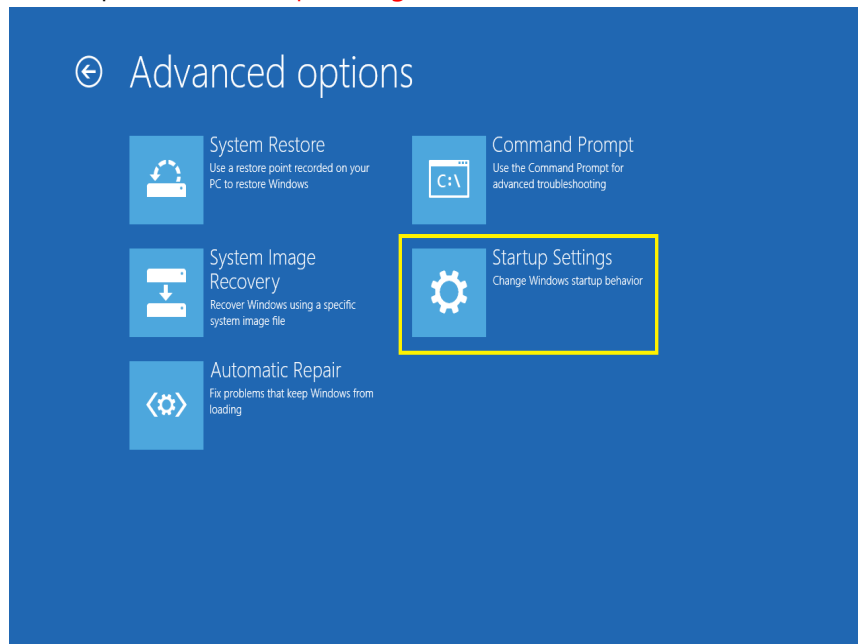 Advanced options
System Restore
Use a restore point recorded on your
PC to restore Windows
Command Prompt
Use the Command Prompt for
advanced troubleshooting
C:\
System Image
Recovery
Recover Windows using a specific
system image file
Startup Settings
Change Windows startup behavior
Automatic Repair
Fix problems that keep Windows from
loading